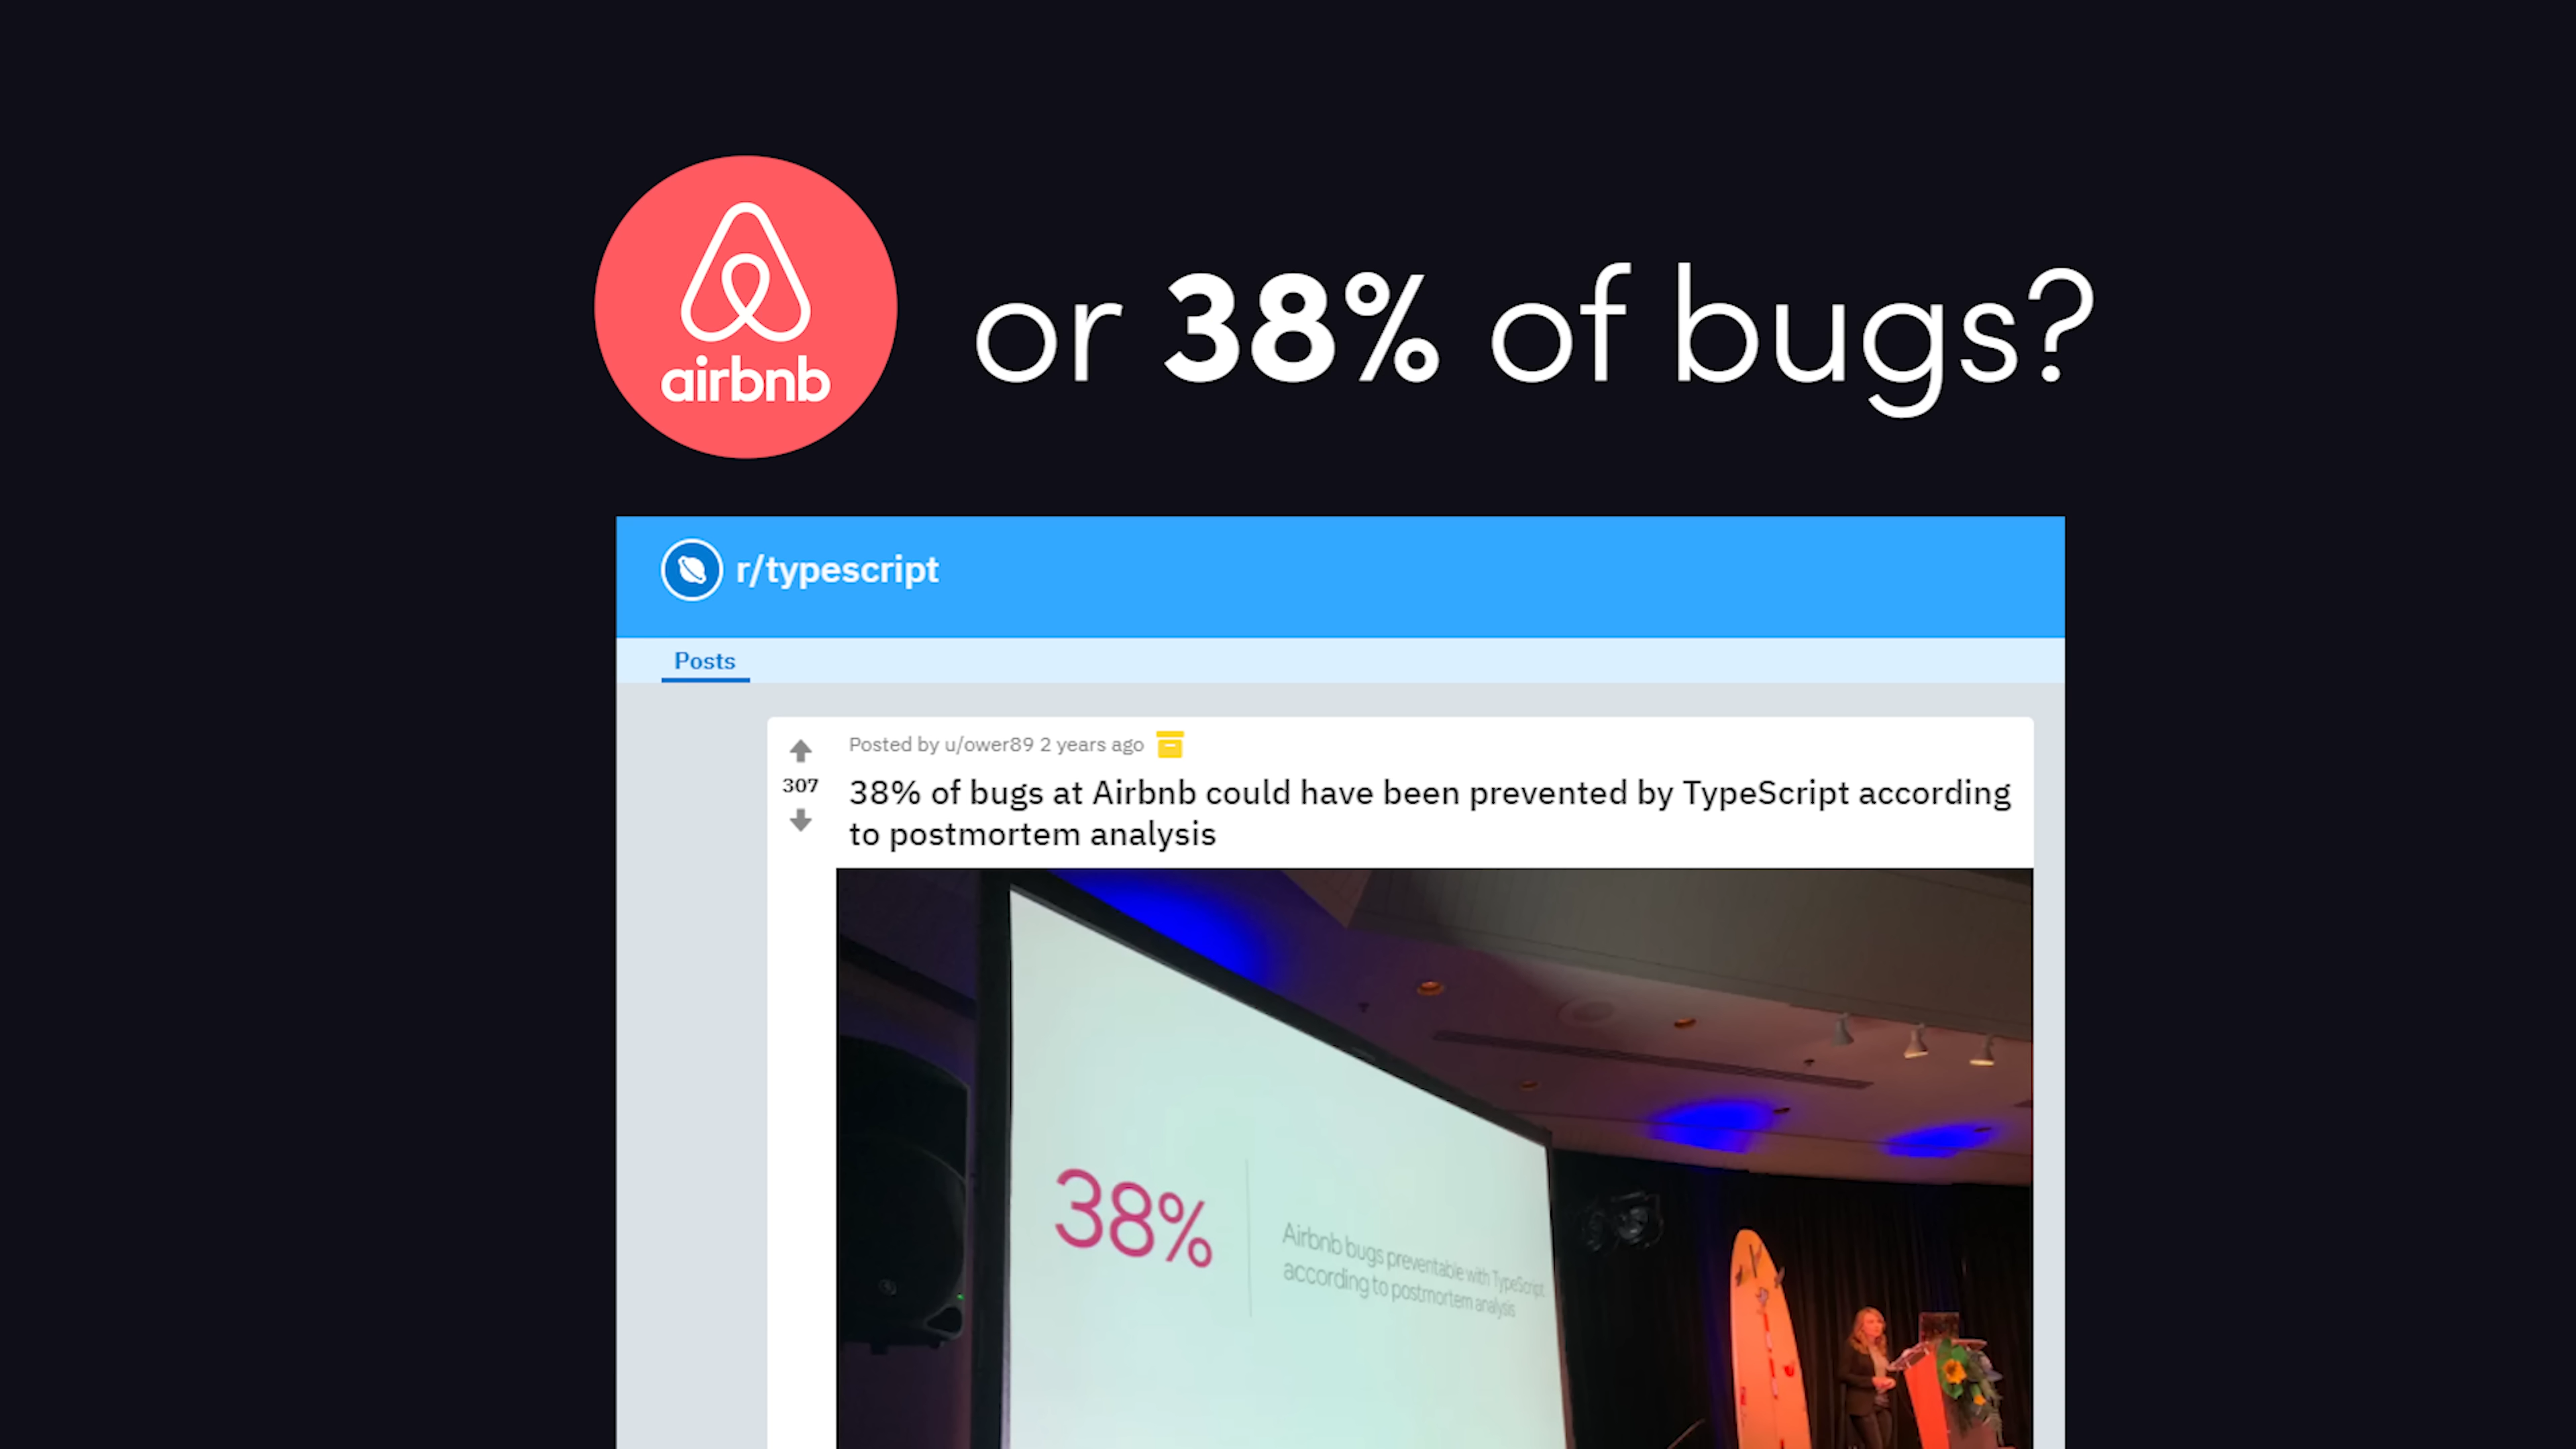 airbnb
or 38% of bugs?
r/typescript
Posts
Posted by u/ower89 2 years ago
307
38% of bugs at Airbnb could have been prevented by TypeScript according
to postmortem analysis
38%
Airbnb bugs preventable with TypeScript
according to postmortem analysis